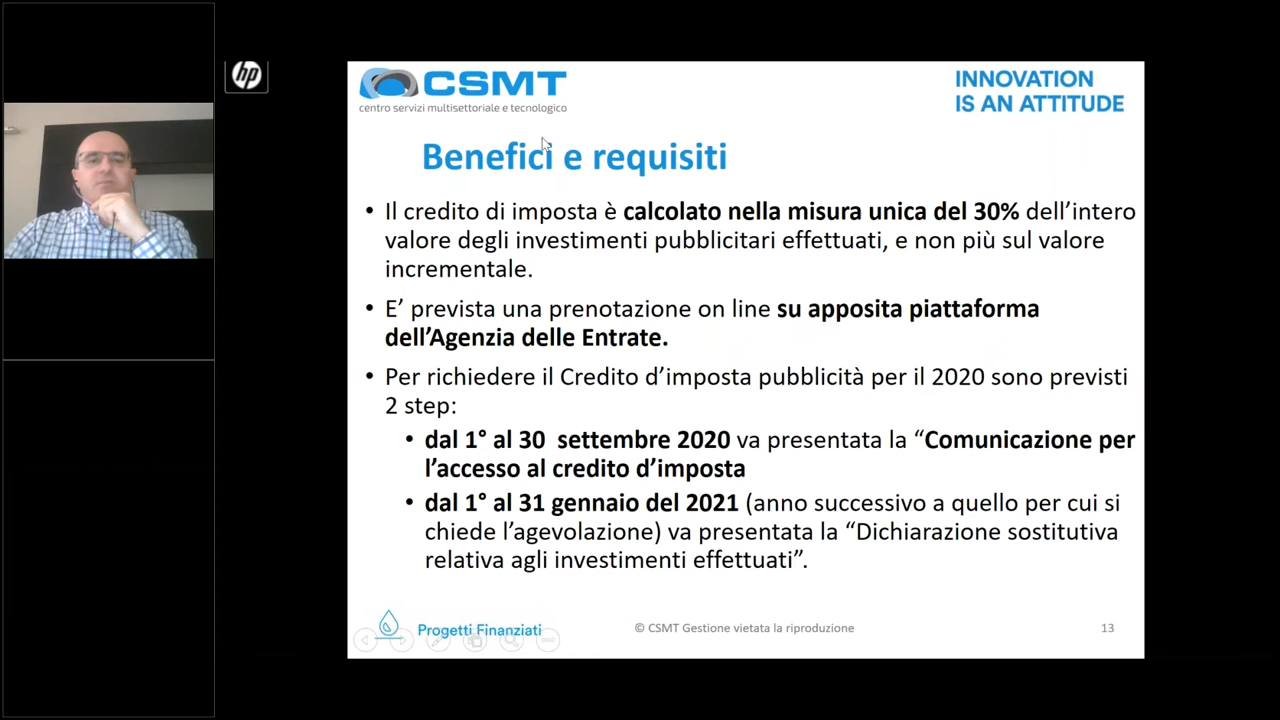 hp
CSMT
centro servizi multisettoriale e tecnologico
INNOVATION
IS AN ATTITUDE
Benefici e requisiti
• Il credito di imposta è calcolato nella misura unica del 30% dell’intero
valore degli investimenti pubblicitari effettuati, e non più sul valore
incrementale.
• E’ prevista una prenotazione on line su apposita piattaforma
dell’Agenzia delle Entrate.
• Per richiedere il Credito d’imposta pubblicità per il 2020 sono previsti
2 step:
• dal 1° al 30 settembre 2020 va presentata la “Comunicazione per
l’accesso al credito d’imposta
• dal 1° al 31 gennaio del 2021 (anno successivo a quello per cui si
chiede l’agevolazione) va presentata la “Dichiarazione sostitutiva
relativa agli investimenti effettuati”.
Progetti Finanziati
© CSMT Gestione vietata la riproduzione
13